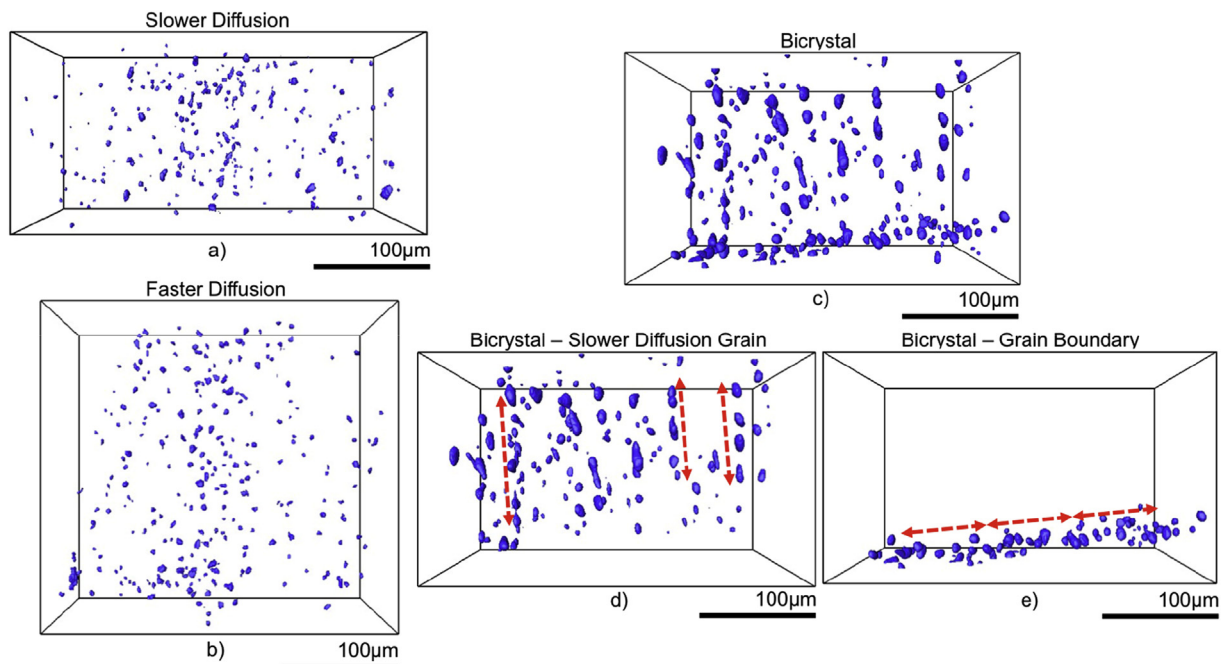 Slower Diffusion
a)
100µm
Faster Diffusion
b)
100µm
Bicrystal
c)
100µm
Bicrystal – Slower Diffusion Grain
d)
100µm
Bicrystal – Grain Boundary
e)
100µm